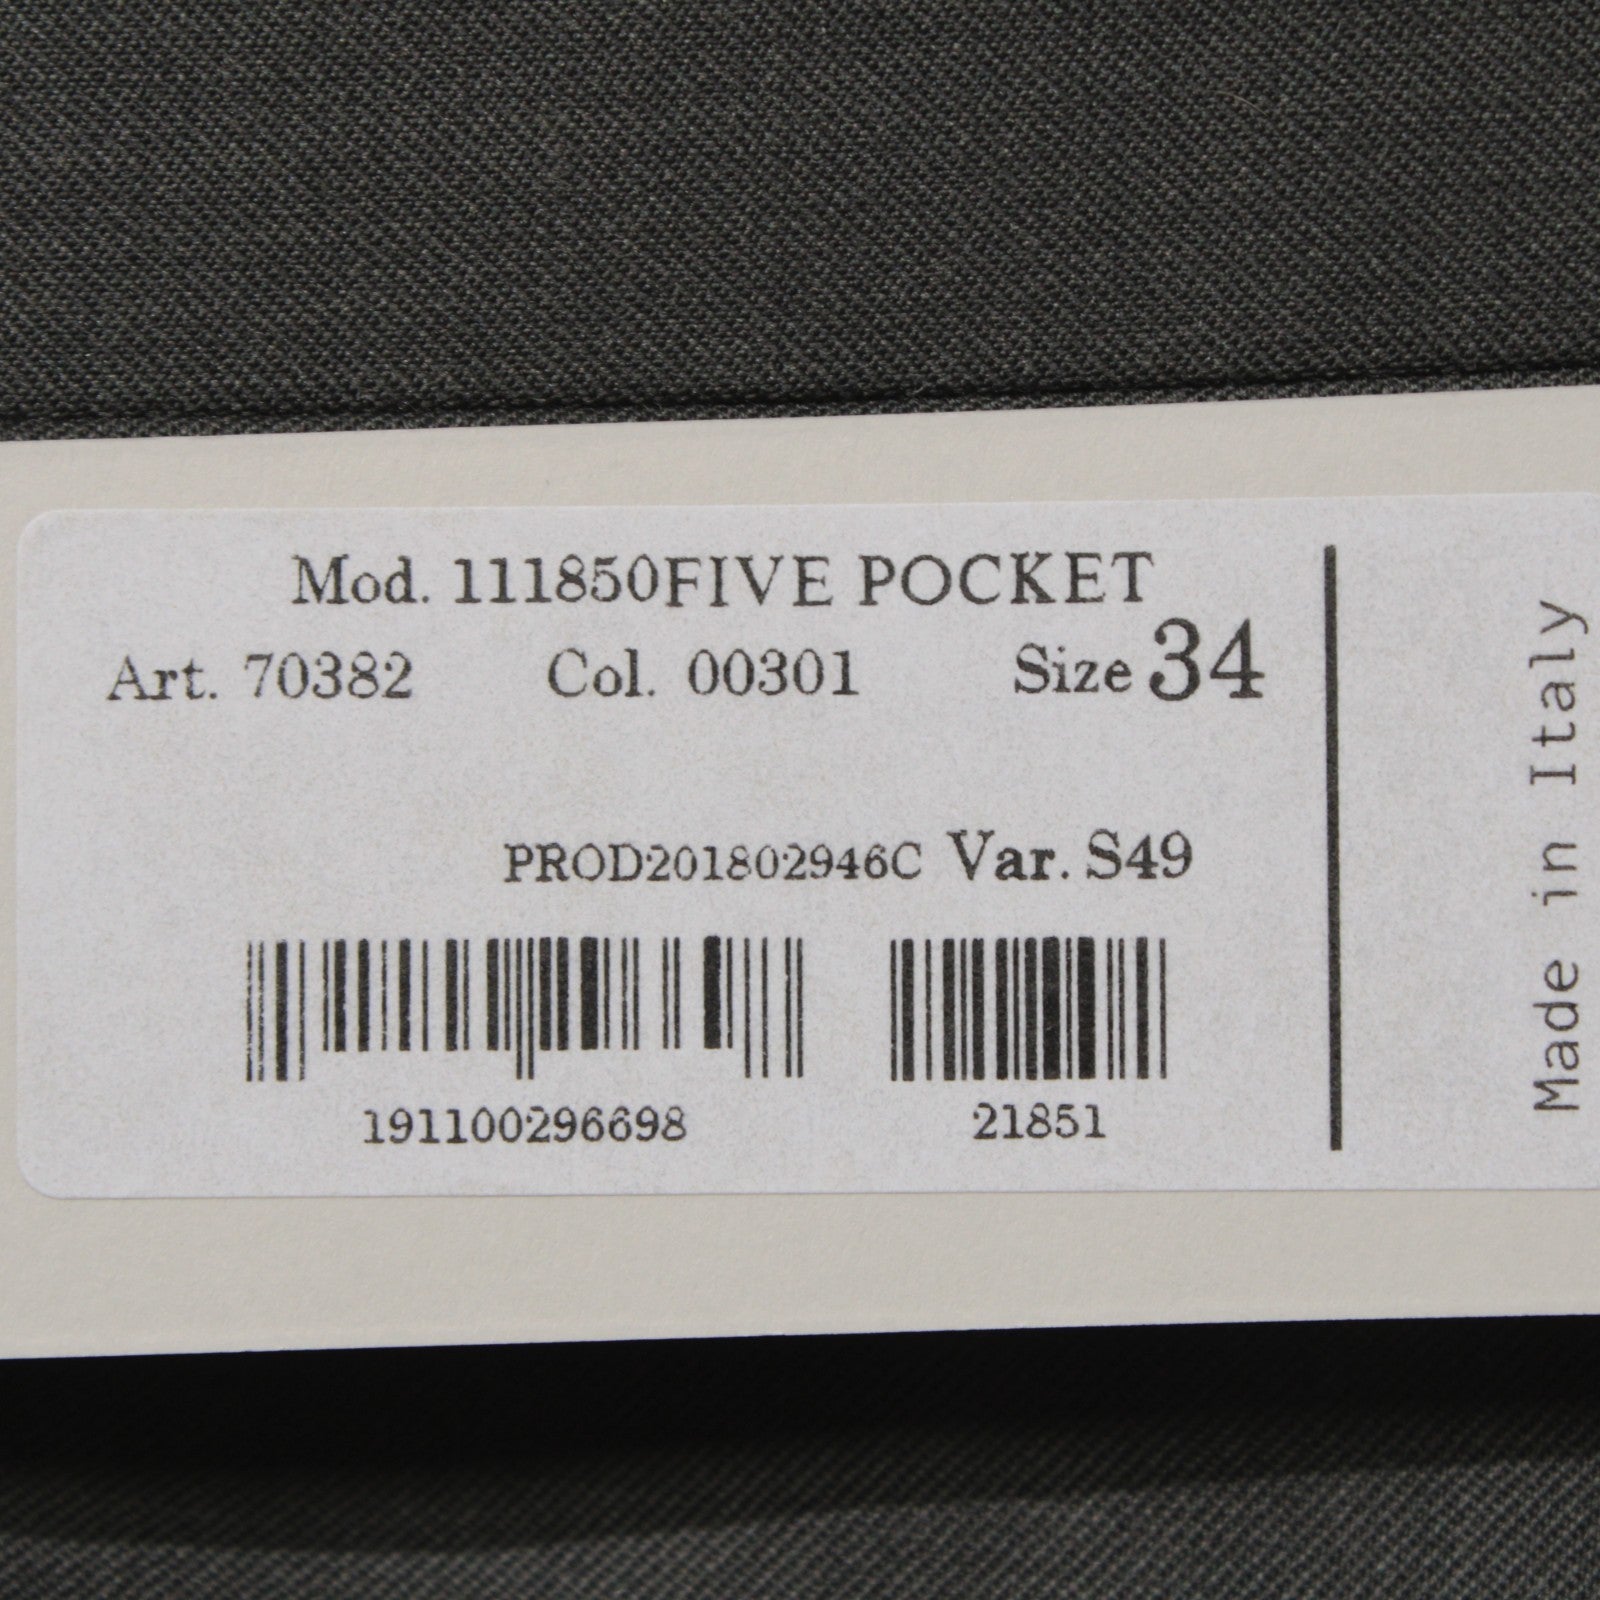 Mod. 111850FIVE POCKET
Art. 70382 Col. 00301 Size 34
PROD201802946C Var. S49
191100296698 21851
Made in Italy